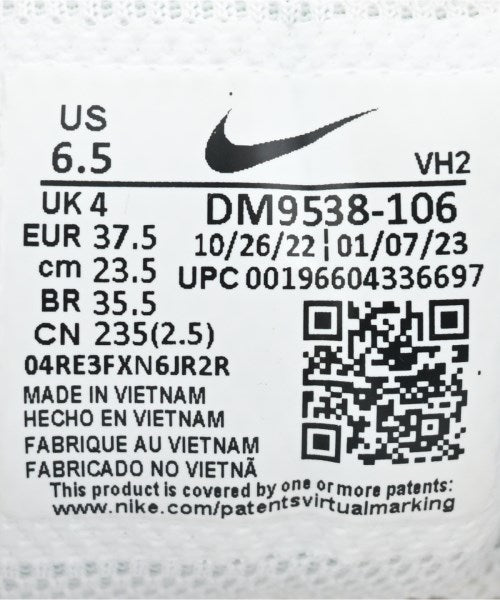 US
6.5
VH2
UK 4
DM9538-106
EUR 37.5
10/26/22 ¦ 01/07/23
cm 23.5
UPC 00196604336697
BR 35.5
CN 235(2.5)
04RE3FXN6JR2R
MADE IN VIETNAM
HECHO EN VIETNAM
FABRIQUE AU VIETNAM
FABRICADO NO VIETNÃ
This product is covered by one or more patents:
www.nike.com/patentsvirtualmarking